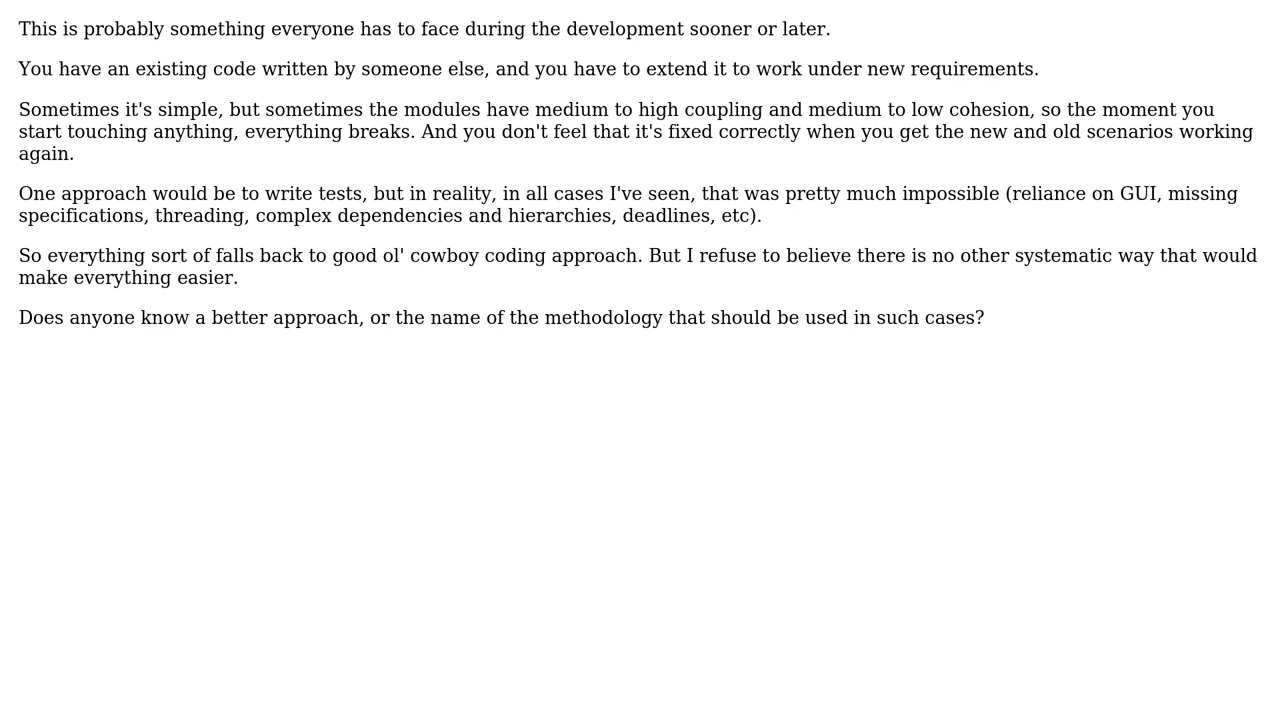 This is probably something everyone has to face during the development sooner or later.
You have an existing code written by someone else, and you have to extend it to work under new requirements.
Sometimes it's simple, but sometimes the modules have medium to high coupling and medium to low cohesion, so the moment you
start touching anything, everything breaks. And you don't feel that it's fixed correctly when you get the new and old scenarios working
again.
One approach would be to write tests, but in reality, in all cases I've seen, that was pretty much impossible (reliance on GUI, missing
specifications, threading, complex dependencies and hierarchies, deadlines, etc).
So everything sort of falls back to good ol' cowboy coding approach. But I refuse to believe there is no other systematic way that would
make everything easier.
Does anyone know a better approach, or the name of the methodology that should be used in such cases?